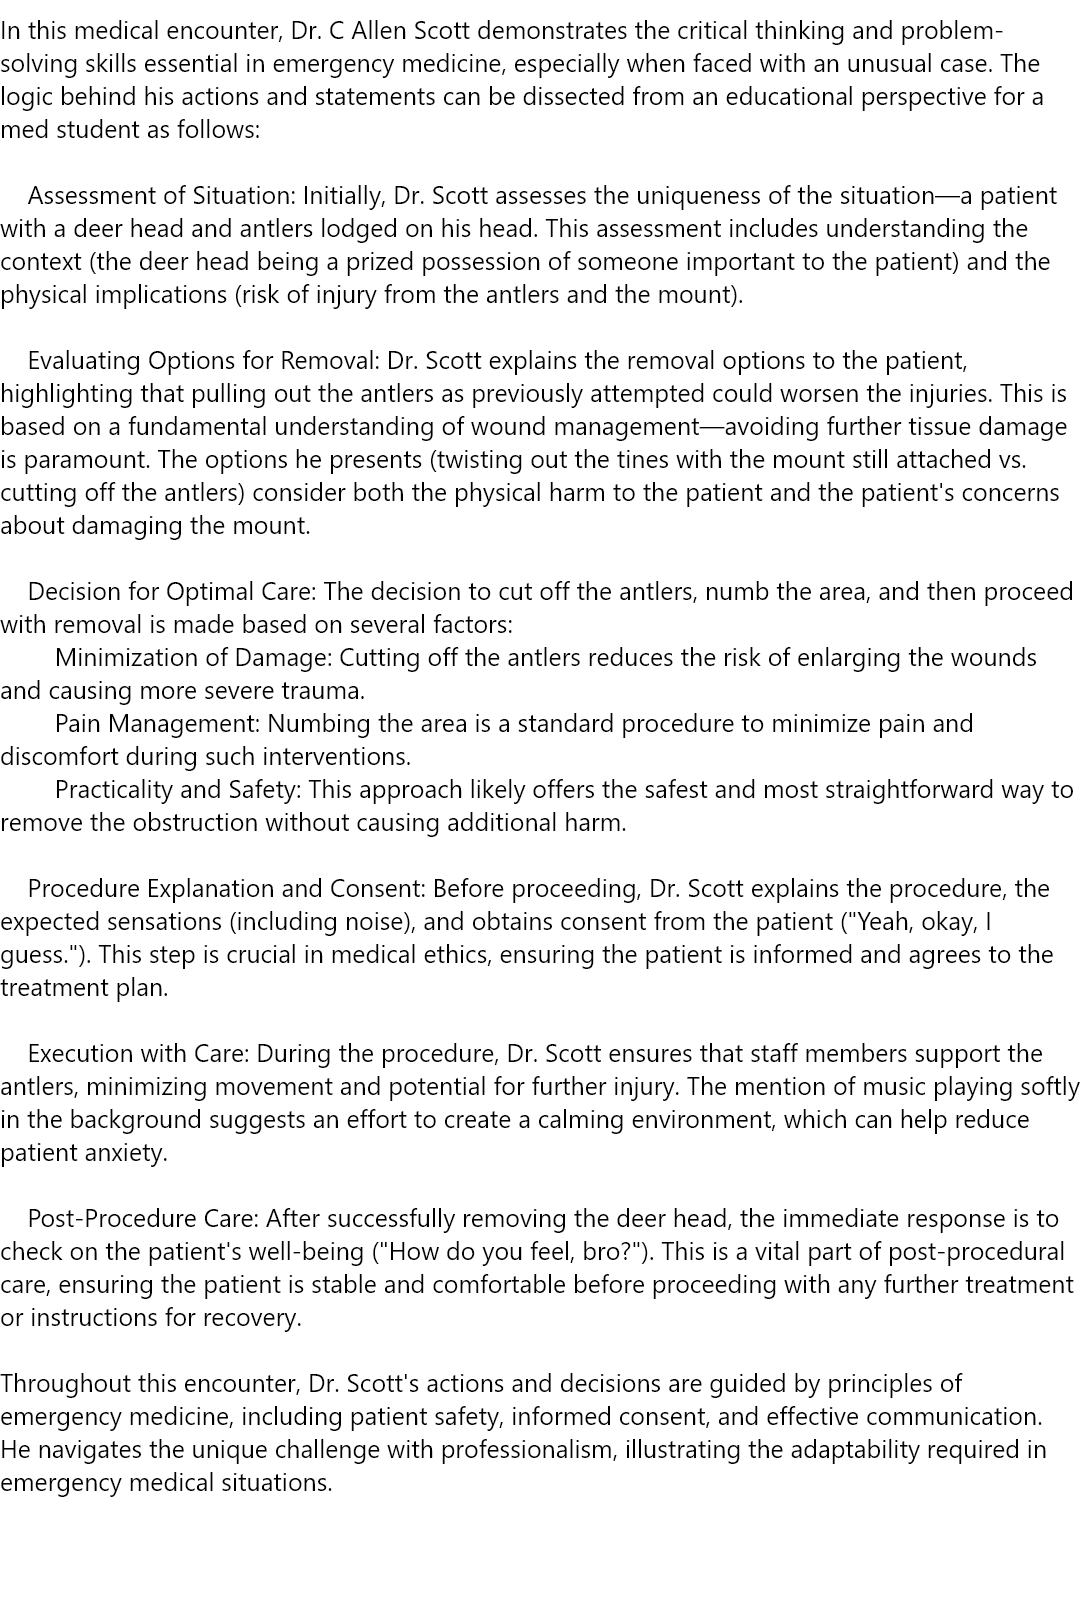 In this medical encounter, Dr. C Allen Scott demonstrates the critical thinking and problem-
solving skills essential in emergency medicine, especially when faced with an unusual case. The
logic behind his actions and statements can be dissected from an educational perspective for a
med student as follows:
Assessment of Situation: Initially, Dr. Scott assesses the uniqueness of the situation—a patient
with a deer head and antlers lodged on his head. This assessment includes understanding the
context (the deer head being a prized possession of someone important to the patient) and the
physical implications (risk of injury from the antlers and the mount).
Evaluating Options for Removal: Dr. Scott explains the removal options to the patient,
highlighting that pulling out the antlers as previously attempted could worsen the injuries. This is
based on a fundamental understanding of wound management—avoiding further tissue damage
is paramount. The options he presents (twisting out the tines with the mount still attached vs.
cutting off the antlers) consider both the physical harm to the patient and the patient's concerns
about damaging the mount.
Decision for Optimal Care: The decision to cut off the antlers, numb the area, and then proceed
with removal is made based on several factors:
Minimization of Damage: Cutting off the antlers reduces the risk of enlarging the wounds
and causing more severe trauma.
Pain Management: Numbing the area is a standard procedure to minimize pain and
discomfort during such interventions.
Practicality and Safety: This approach likely offers the safest and most straightforward way to
remove the obstruction without causing additional harm.
Procedure Explanation and Consent: Before proceeding, Dr. Scott explains the procedure, the
expected sensations (including noise), and obtains consent from the patient ("Yeah, okay, I
guess."). This step is crucial in medical ethics, ensuring the patient is informed and agrees to the
treatment plan.
Execution with Care: During the procedure, Dr. Scott ensures that staff members support the
antlers, minimizing movement and potential for further injury. The mention of music playing softly
in the background suggests an effort to create a calming environment, which can help reduce
patient anxiety.
Post-Procedure Care: After successfully removing the deer head, the immediate response is to
check on the patient's well-being ("How do you feel, bro?"). This is a vital part of post-procedural
care, ensuring the patient is stable and comfortable before proceeding with any further treatment
or instructions for recovery.
Throughout this encounter, Dr. Scott's actions and decisions are guided by principles of
emergency medicine, including patient safety, informed consent, and effective communication.
He navigates the unique challenge with professionalism, illustrating the adaptability required in
emergency medical situations.